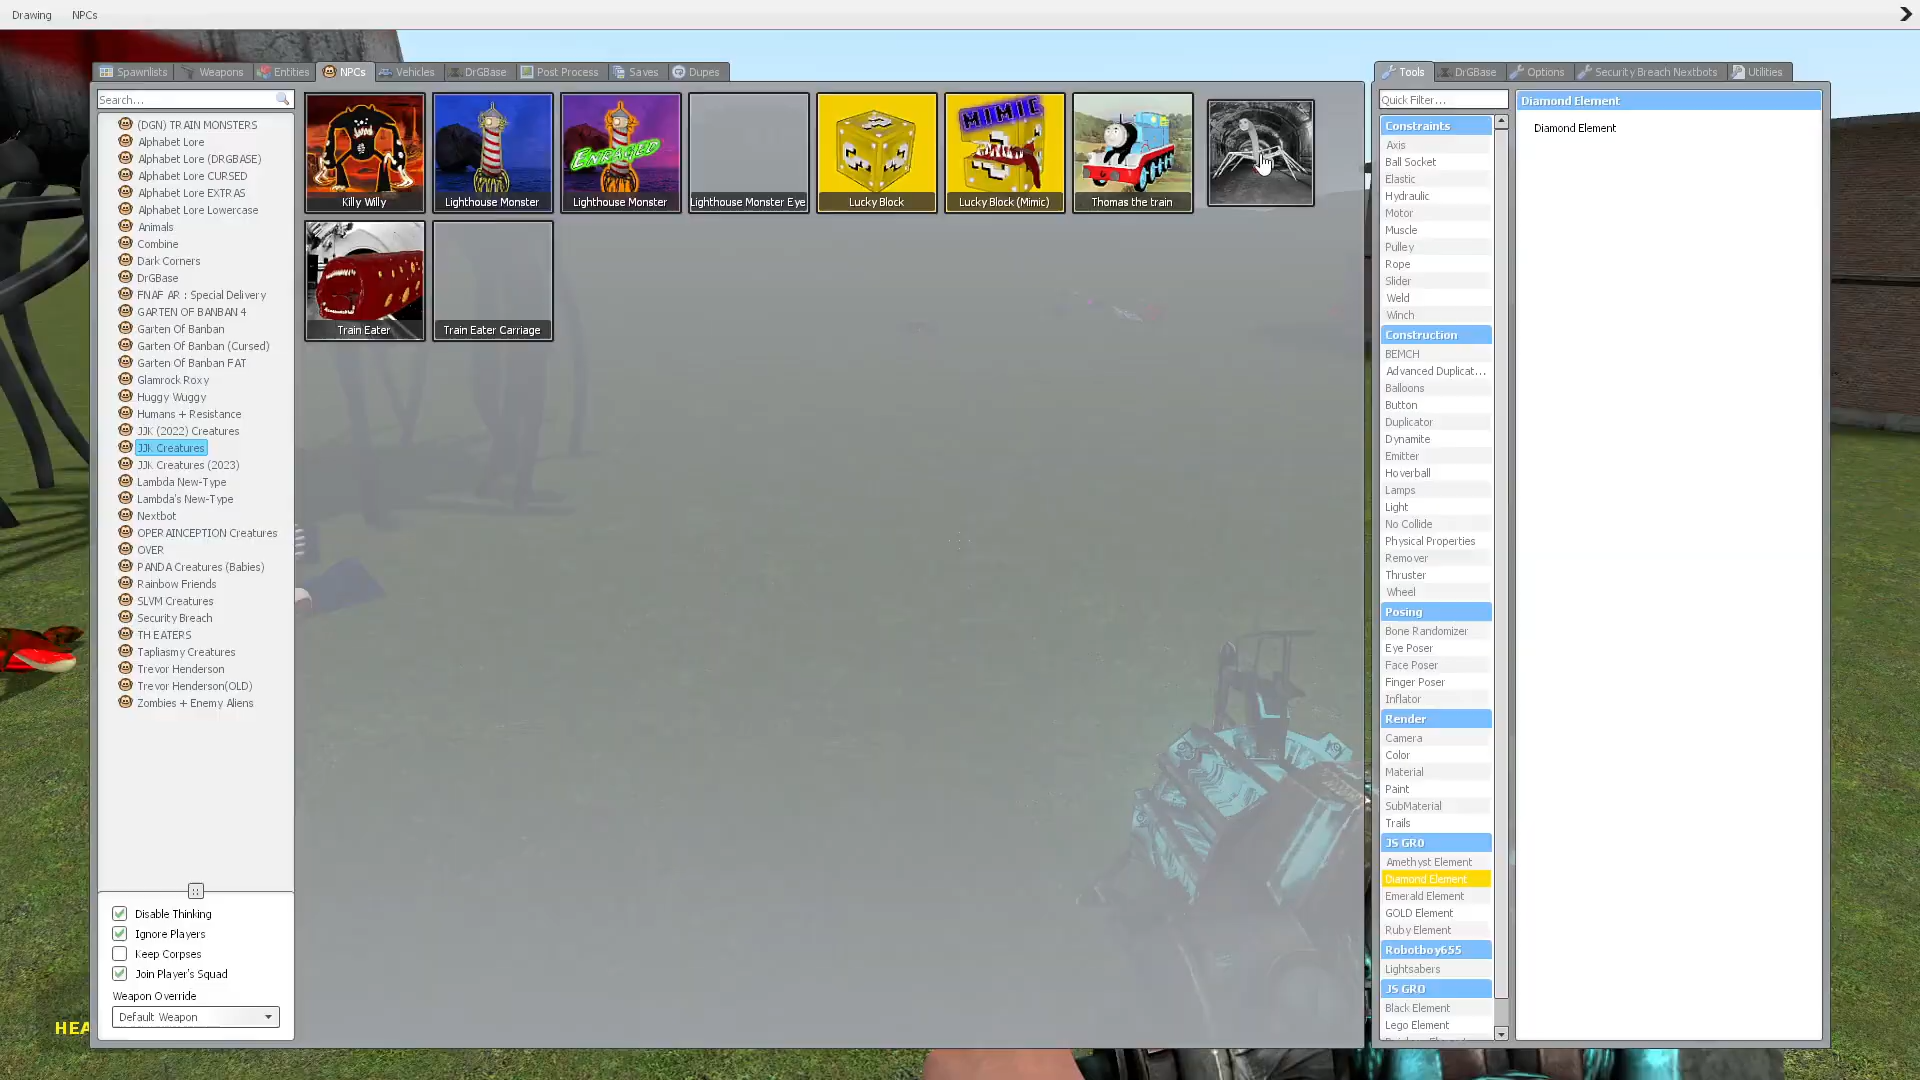 Drawing NPCs
Spawnlists Weapons Entities NPCs Vehicles DrGBase Post Process Saves Dupes
Search...
(DGN) TRAIN MONSTERS
Alphabet Lore
Alphabet Lore (DRGBASE)
Alphabet Lore CURSED
Alphabet Lore EXTRAS
Alphabet Lore Lowercase
Animals
Combine
Dark Corners
DrGBase
FNAF AR : Special Delivery
GARTEN OF BANBAN 4
Garten Of Banban
Garten Of Banban (Cursed)
Garten Of Banban FAT
Glamrock Roxy
Huggy Wuggy
Humans + Resistance
JJK (2022) Creatures
JJK Creatures
JJK Creatures (2023)
Lambda New-Type
Lambda's New-Type
Nextbot
OPERAINCEPTION Creatures
OVER
PANDA Creatures (Babies)
Rainbow Friends
SLVM Creatures
Security Breach
TH EATERS
Tapliasmy Creatures
Trevor Henderson
Trevor Henderson(OLD)
Zombies + Enemy Aliens
Disable Thinking
Ignore Players
Keep Corpses
Join Player's Squad
Weapon Override
Default Weapon
HEA
ENRAGED
MIMIC
Killy Willy
Lighthouse Monster
Lighthouse Monster
Lighthouse Monster Eye
Lucky Block
Lucky Block (Mimic)
Thomas the train
Train Eater
Train Eater Carriage
Tools DrGBase Options Security Breach Nextbots Utilities
Quick Filter...
Constraints
Axis
Ball Socket
Elastic
Hydraulic
Motor
Muscle
Pulley
Rope
Slider
Weld
Winch
Construction
BEMCH
Advanced Duplicat...
Balloons
Button
Duplicator
Dynamite
Emitter
Hoverball
Lamps
Light
No Collide
Physical Properties
Remover
Thruster
Wheel
Posing
Bone Randomizer
Eye Poser
Face Poser
Finger Poser
Inflator
Render
Camera
Color
Material
Paint
SubMaterial
Trails
JS GRO
Amethyst Element
Diamond Element
Emerald Element
GOLD Element
Ruby Element
Robotboy655
Lightsabers
JS GRO
Black Element
Lego Element
Diamond Element
Diamond Element